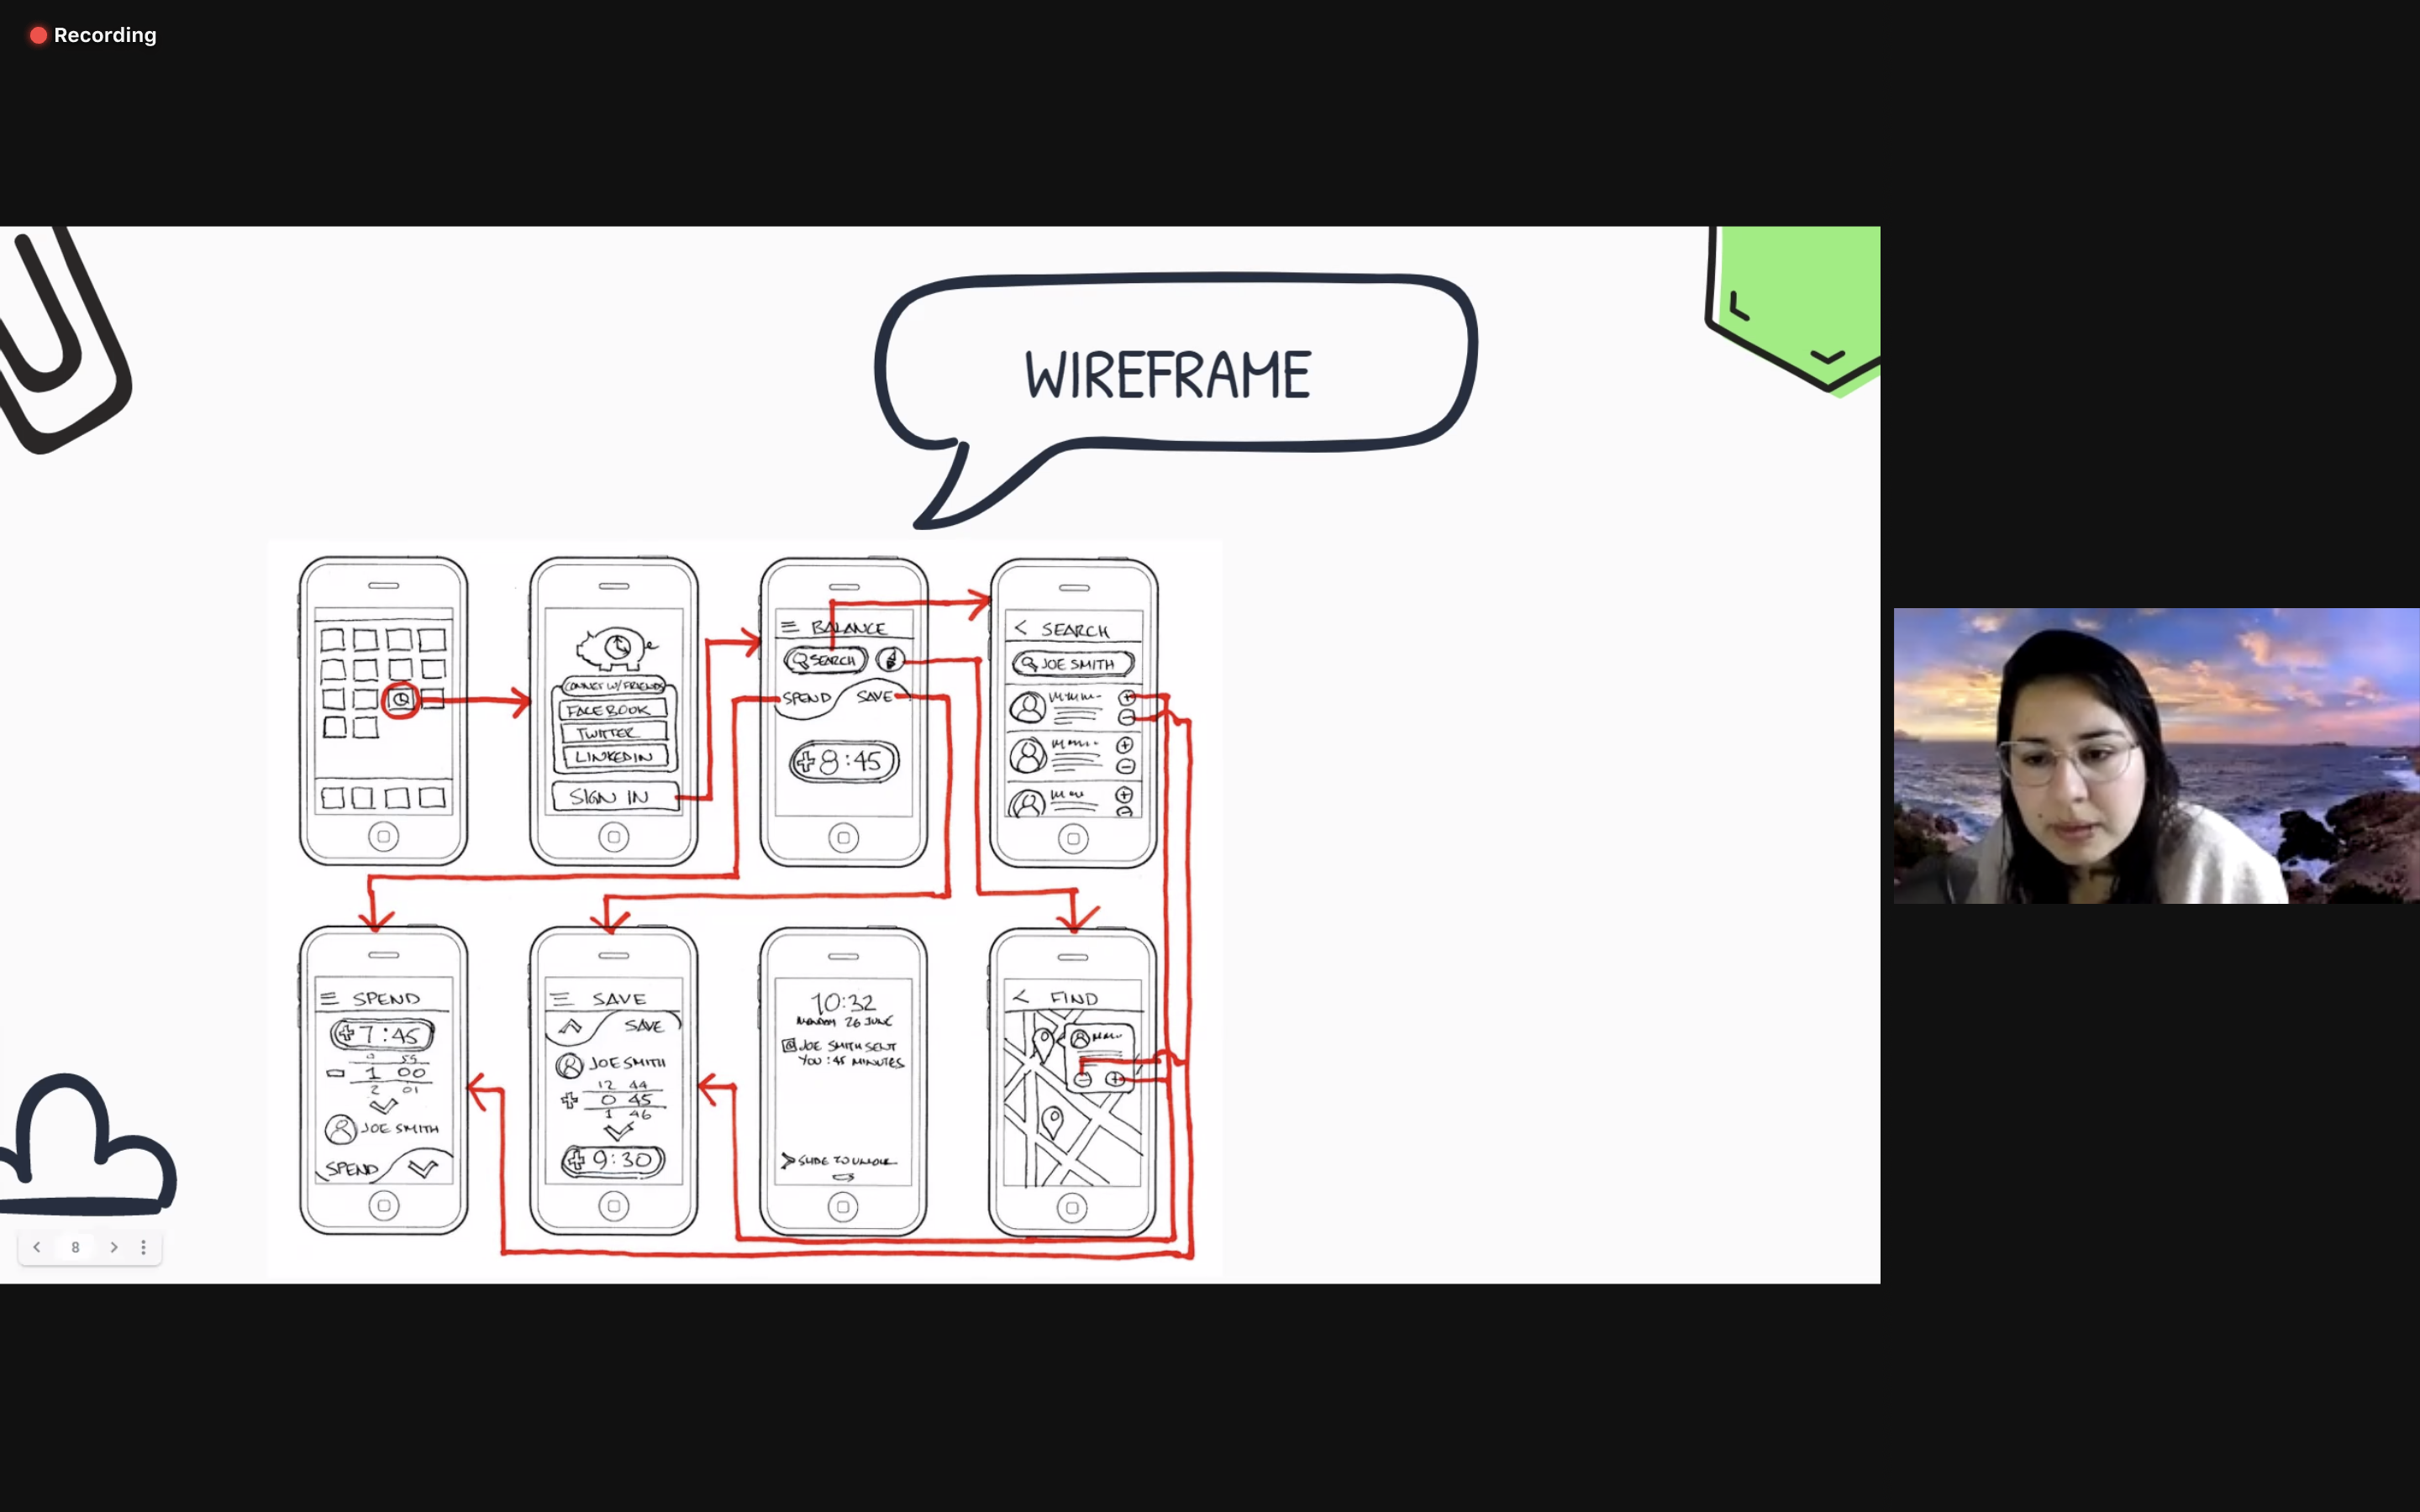 Recording
WIREFRAME
CONNECT W/ FRIENDS
FACEBOOK
TWITTER
LINKEDIN
SIGN IN
BALANCE
SEARCH
SPEND SAVE
+8:45
SEARCH
JOE SMITH
SPEND
+7:45
55
1 00
2 01
JOE SMITH
SPEND
SAVE
SAVE
JOE SMITH
12 44
+ 0 45
1 46
+9:30
10:32
MONDAY 26 JUNE
JOE SMITH SENT
YOU :45 MINUTES
SLIDE TO UNLOCK
FIND
8